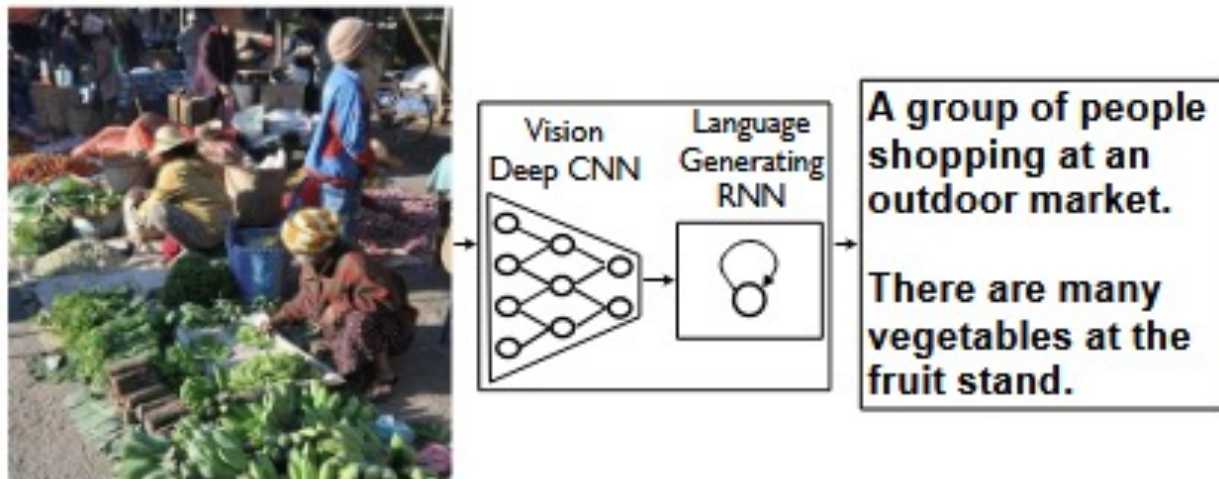 Vision
Deep CNN
Language
Generating
RNN
A group of people
shopping at an
outdoor market.
There are many
vegetables at the
fruit stand.